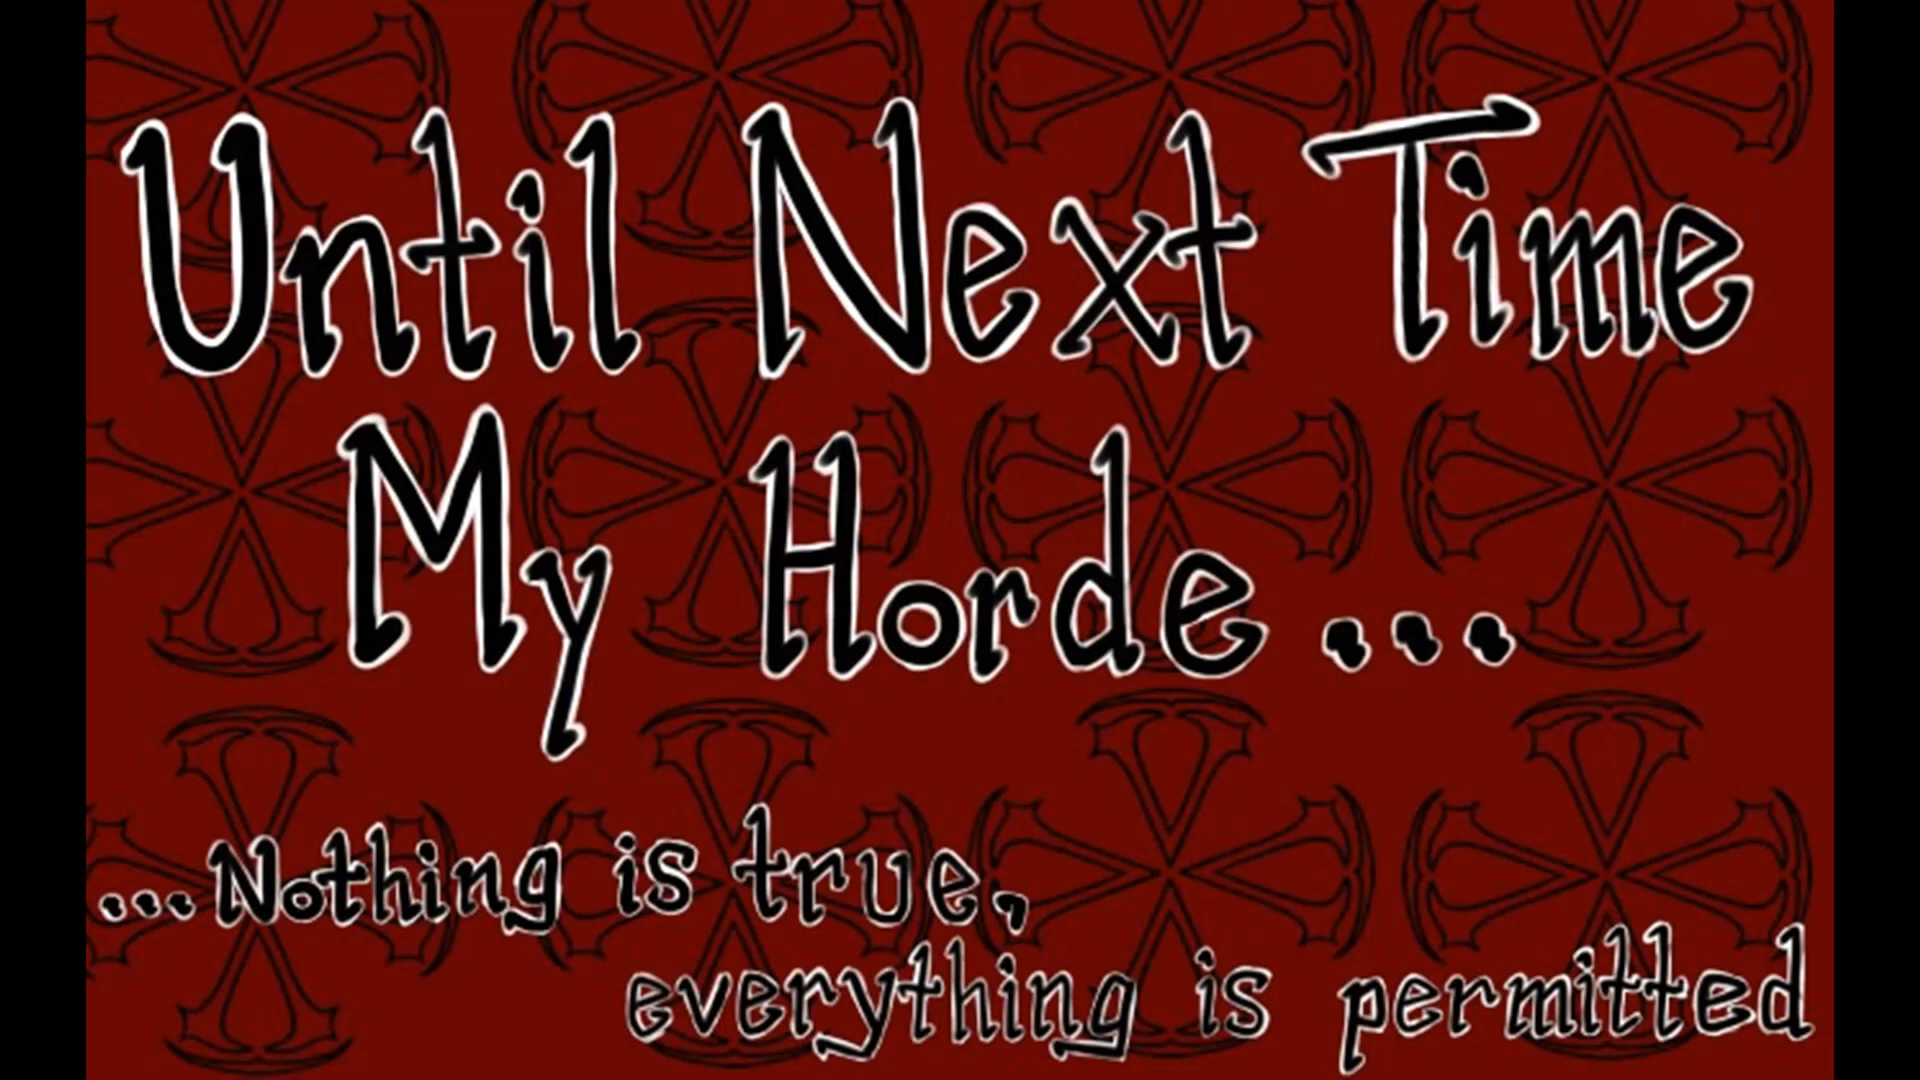 Until Next Time
My Horde...
...Nothing is true,
everything is permitted